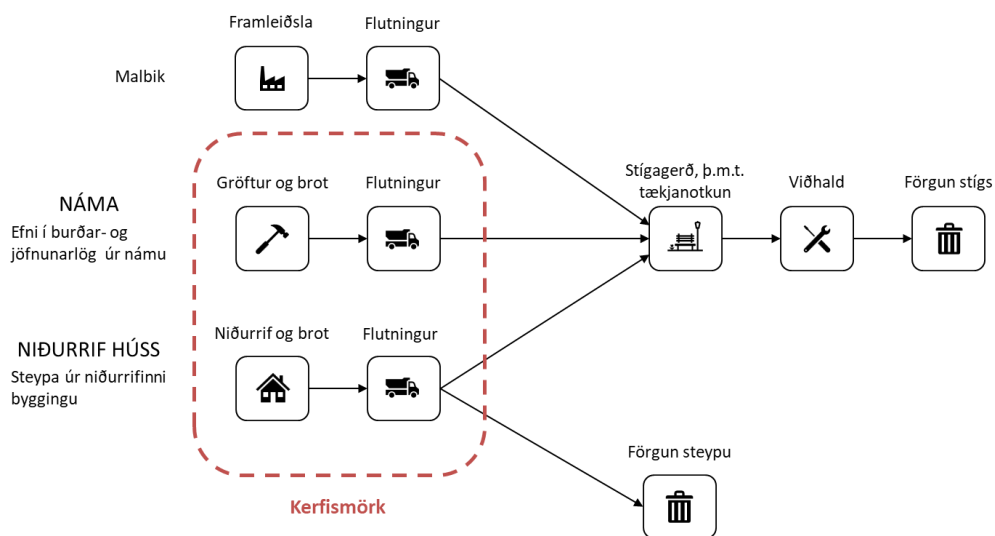 Framleiðsla
Flutningur
Malbik
Gröftur og brot
Flutningur
NÁMA
Efni í burðar- og
jöfnunarlög úr námu
Stígagerð, þ.m.t.
tækjanotkun
Viðhald
Förgun stígs
Niðurrif og brot
Flutningur
NIÐURRIF HÚSS
Steypa úr niðurrifinni
byggingu
Förgun steypu
Kerfismörk